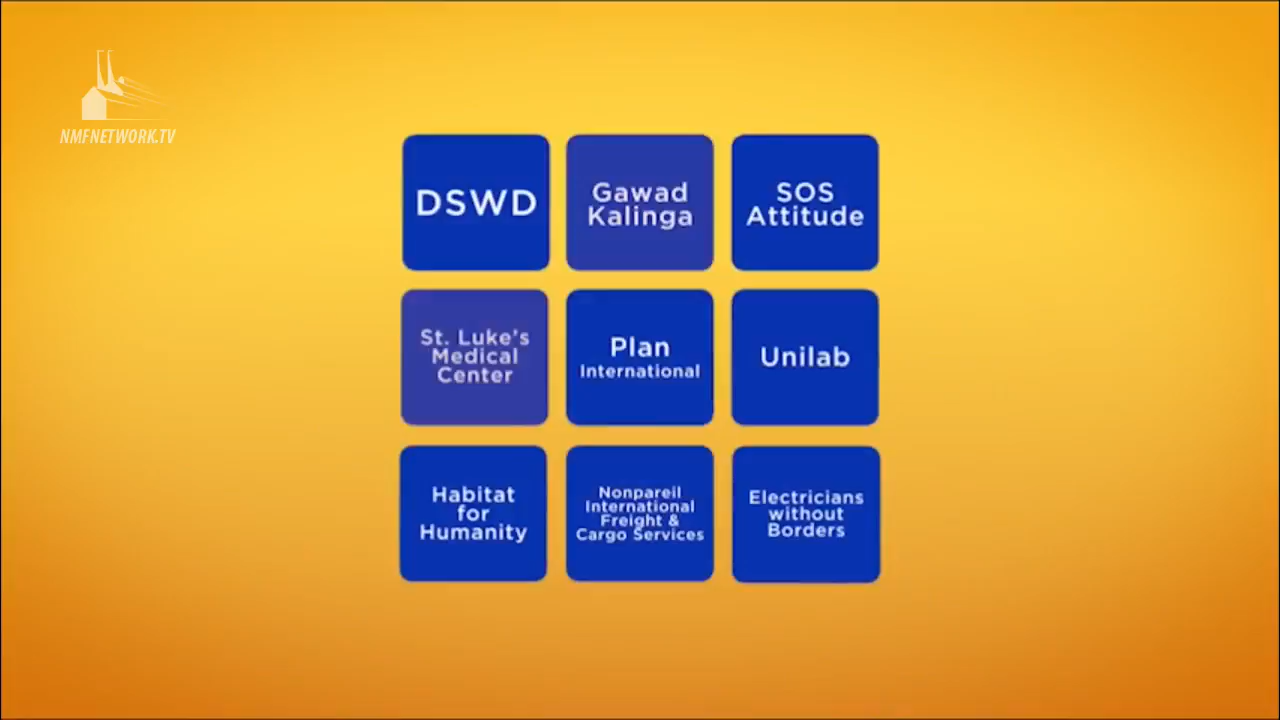 NMFNETWORK.TV
DSWD
Gawad
Kalinga
SOS
Attitude
St. Luke's
Medical
Center
Plan
International
Unilab
Habitat
for
Humanity
Nonpareil
International
Freight &
Cargo Services
Electricians
without
Borders